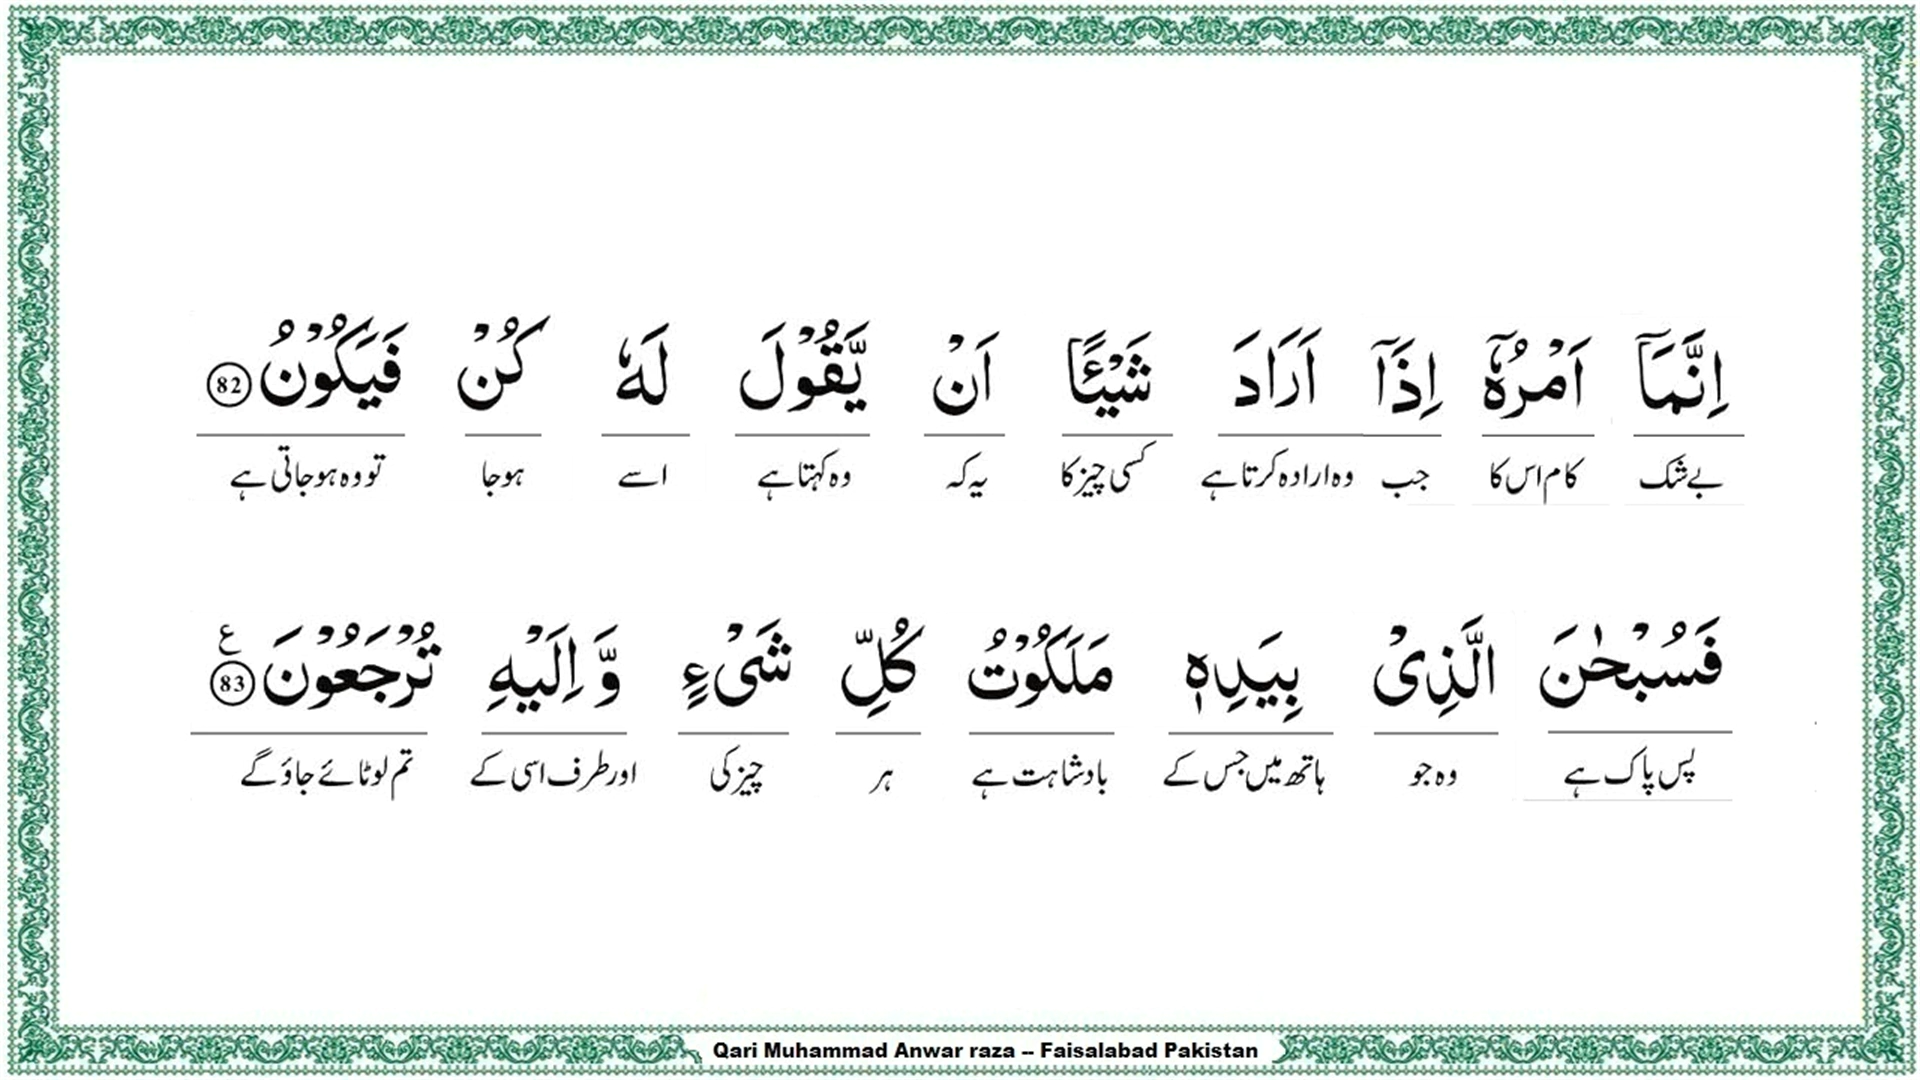 اِنَّمَاۤ اَمْرُهٗۤ اِذَاۤ اَرَادَ شَيْـًٔا اَنْ يَّقُوْلَ لَهٗ كُنْ فَيَكُوْنُ 82
بے شک کام اس کا جب وہ ارادہ کرتا ہے کسی چیز کا یہ کہ وہ کہتا ہے اسے ہو جا تو وہ ہو جاتی ہے
فَسُبْحٰنَ الَّذِىْ بِيَدِهٖ مَلَكُوْتُ كُلِّ شَىْءٍ وَّ اِلَيْهِ تُرْجَعُوْنَ 83 ع
پس پاک ہے وہ جو ہاتھ میں جس کے بادشاہت ہے ہر چیز کی اور طرف اسی کے تم لوٹائے جاؤ گے
Qari Muhammad Anwar raza -- Faisalabad Pakistan